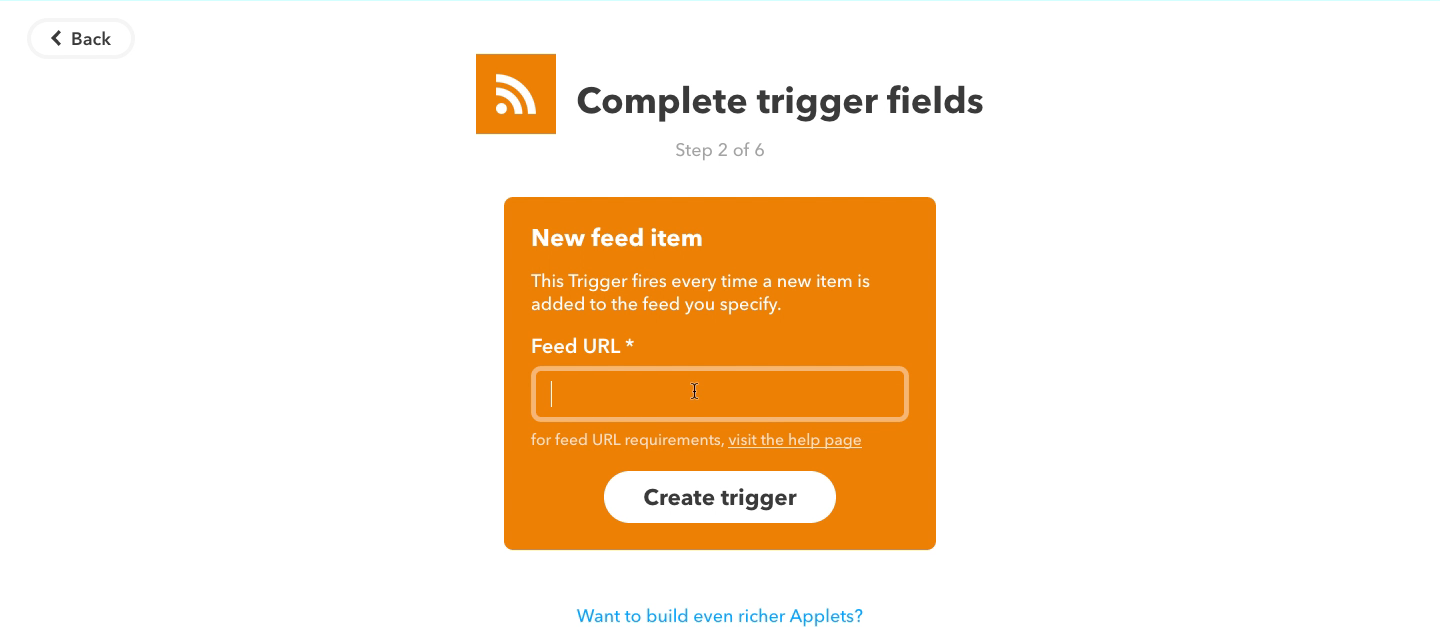 Back
Complete trigger fields
Step 2 of 6
New feed item
This Trigger fires every time a new item is
added to the feed you specify.
Feed URL *
for feed URL requirements, visit the help page
Create trigger
Want to build even richer Applets?